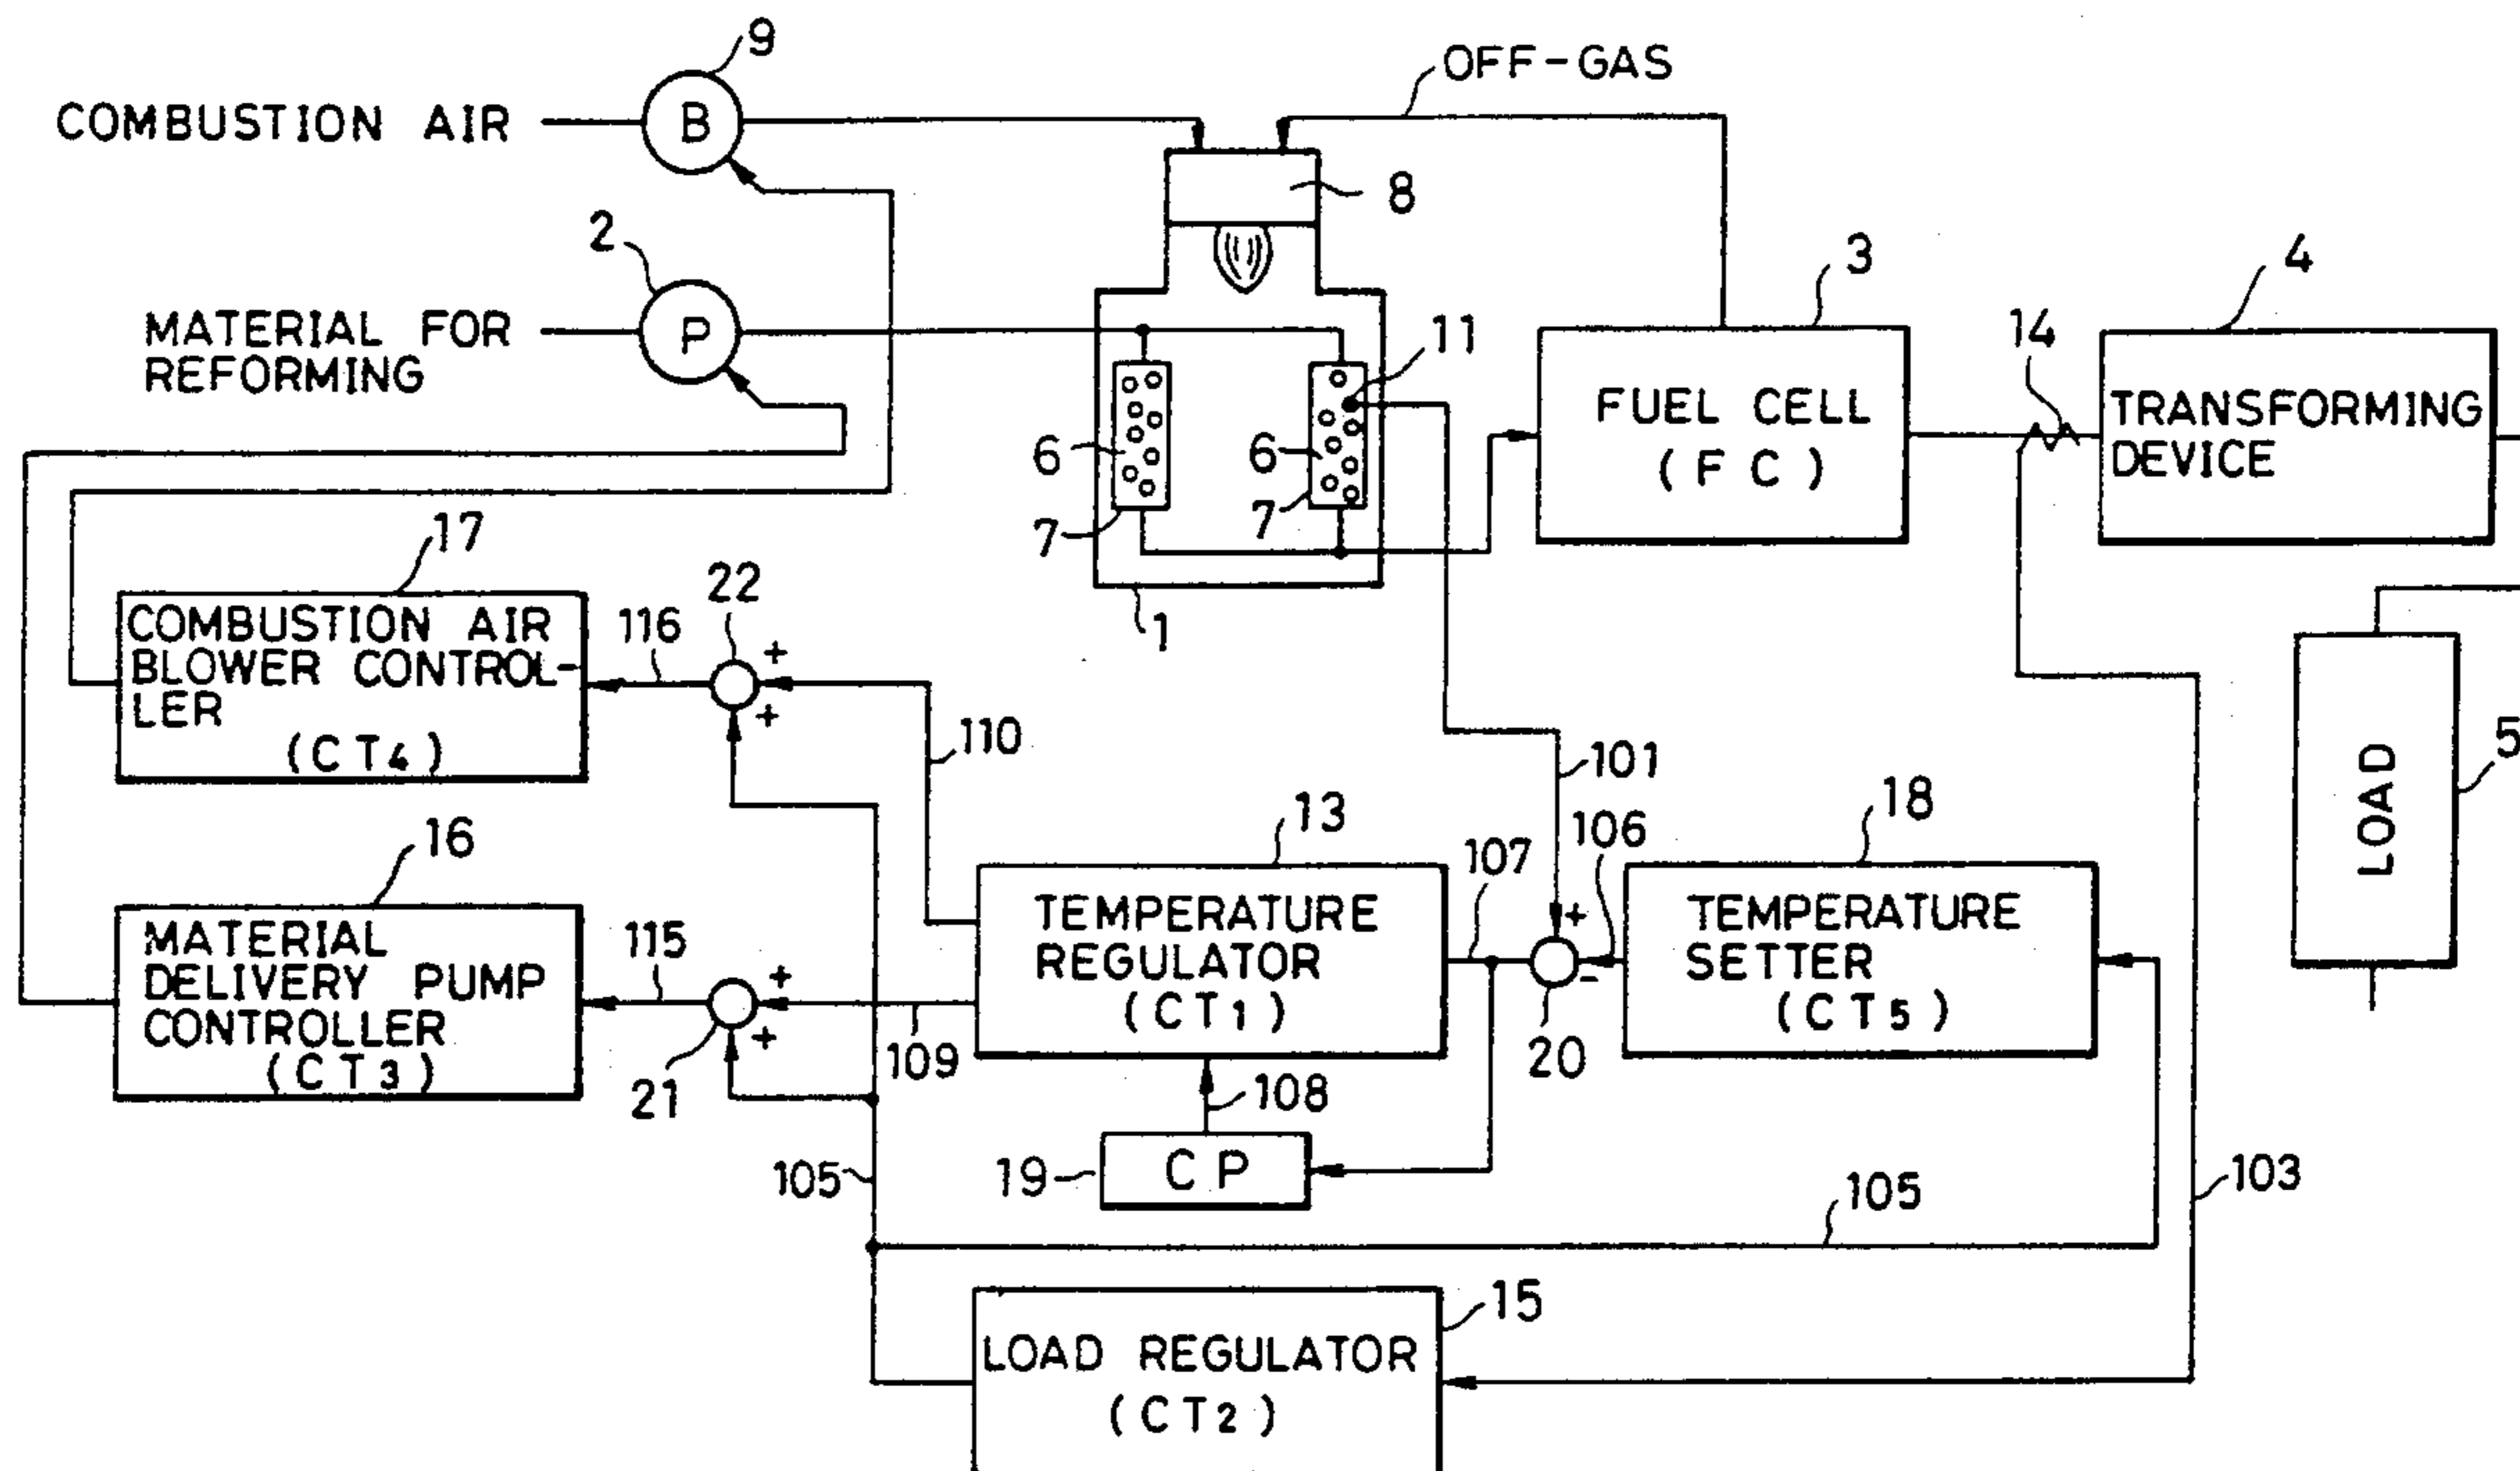 9
OFF-GAS
COMBUSTION AIR
B
8
2
3
4
MATERIAL FOR
REFORMING
P
11
14
FUEL CELL
(FC)
TRANSFORMING
DEVICE
6
6
7
7
1
17
22
COMBUSTION AIR
BLOWER CONTROL-
LER
(CT4)
116
+
+
110
101
5
LOAD
16
13
107
106
18
MATERIAL
DELIVERY PUMP
CONTROLLER
(CT3)
115
+
+
21
109
TEMPERATURE
REGULATOR
(CT1)
+
-
20
TEMPERATURE
SETTER
(CT5)
108
19
CP
105
105
103
15
LOAD REGULATOR
(CT2)